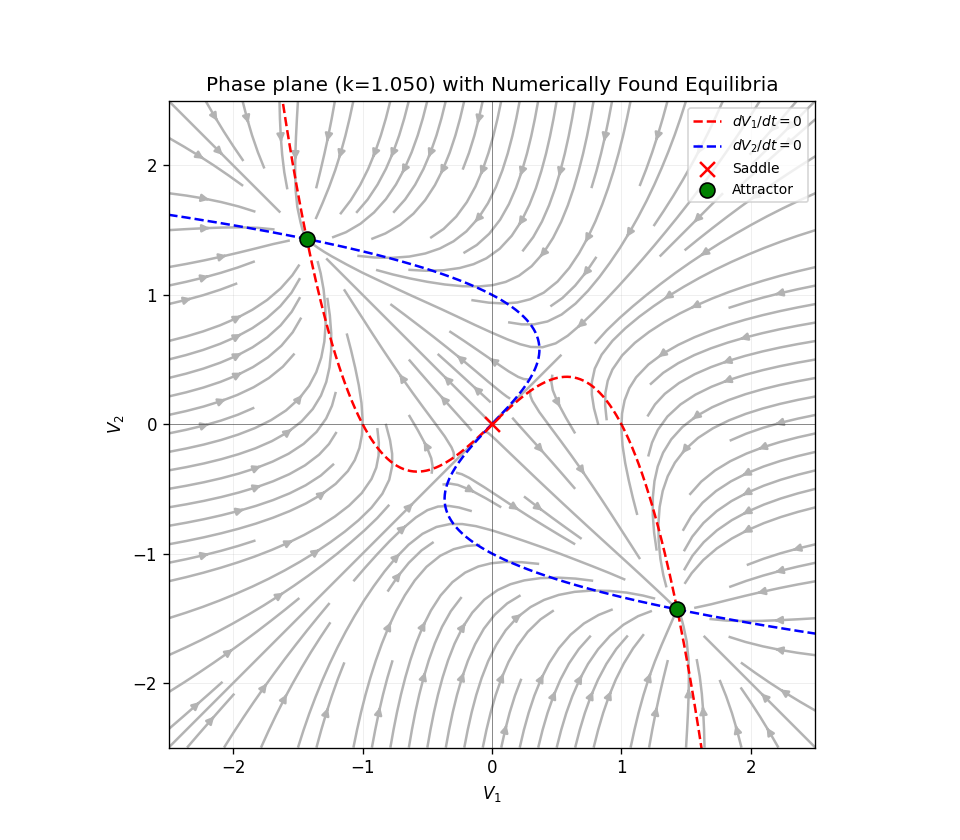 Phase plane (k=1.050) with Numerically Found Equilibria
dV₁/dt = 0
dV₂/dt = 0
Saddle
Attractor
2
1
0
−1
−2
V₂
−2
−1
0
1
2
V₁